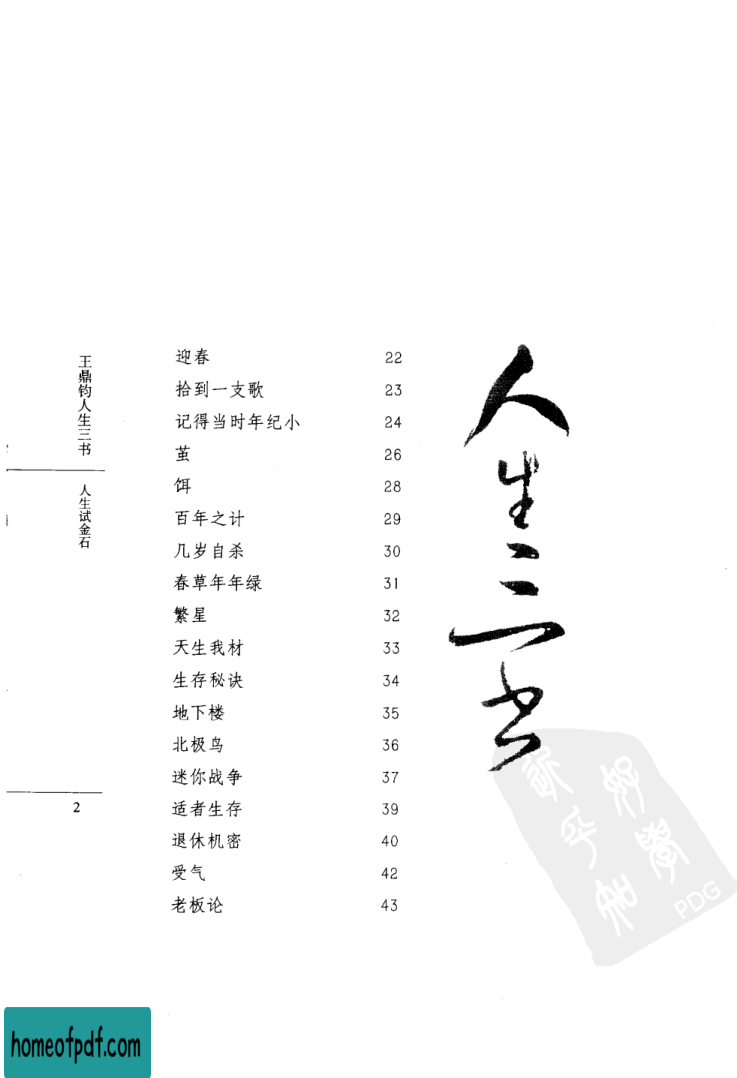 王鼎钧人生三书
人生试金石
2
迎春 22
拾到一支歌 23
记得当时年纪小 24
茧 26
饵 28
百年之计 29
几岁自杀 30
春草年年绿 31
繁星 32
天生我材 33
生存秘诀 34
地下楼 35
北极鸟 36
迷你战争 37
适者生存 39
退休机密 40
受气 42
老板论 43
人生三书
PDG
homeofpdf.com